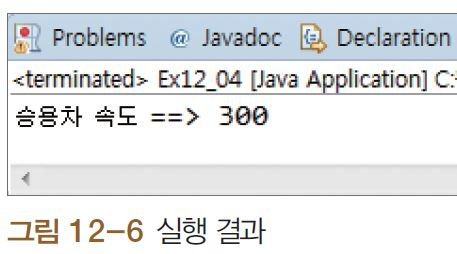 Problems @ Javadoc Declaration
<terminated> Ex12_04 [Java Application] C:
승용차 속도 ==> 300
그림 12-6 실행 결과